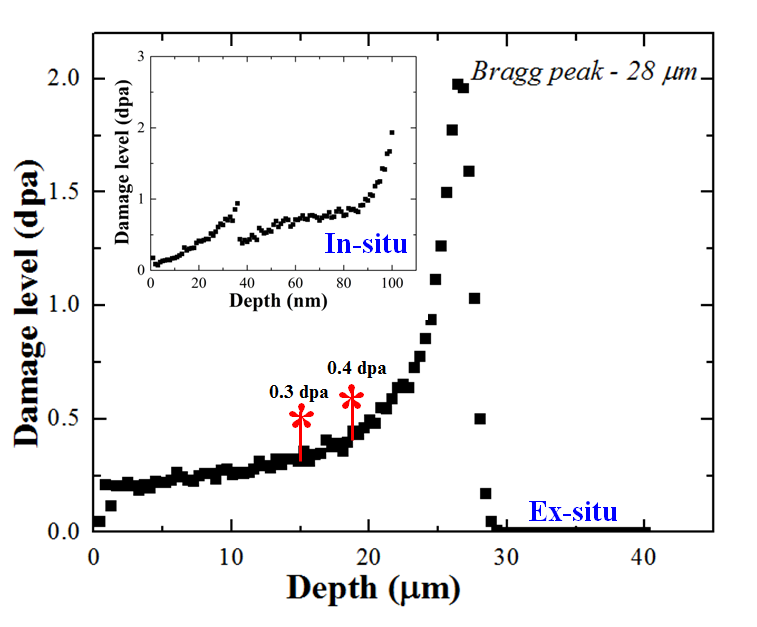 Damage level (dpa)
2.0
1.5
1.0
0.5
0.0
0
10
20
30
40
Depth (μm)
Bragg peak - 28 μm
0.3 dpa
0.4 dpa
Ex-situ
Damage level (dpa)
3
2
1
0
0
20
40
60
80
100
Depth (nm)
In-situ